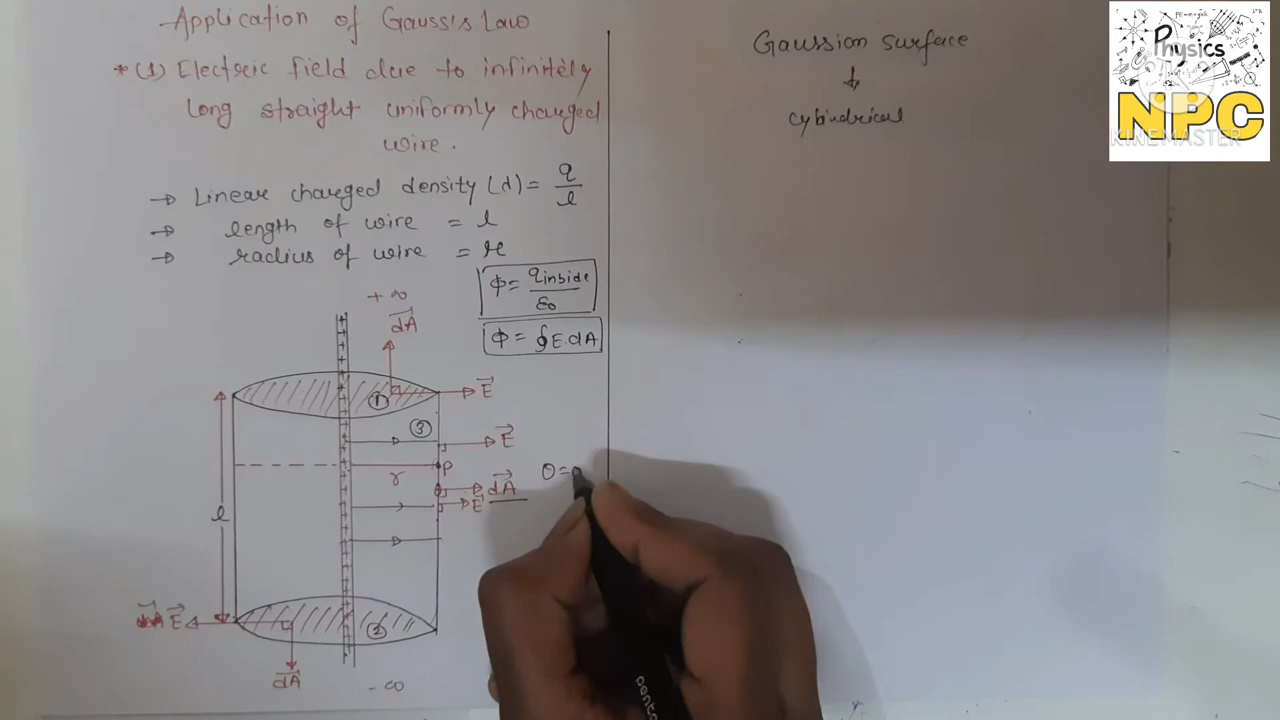 Application of Gauss's Law
* (1) Electric field due to infinitely
long straight uniformly charged
wire.
→ Linear charged density (λ) = q/l
→ length of wire = l
→ radius of wire = r
ϕ = qinside/ε0
ϕ = ∮E.dA
+ ∞
dA
E
①
③
E
P
r
θ=0
dA
E
l
E
②
dA
- ∞
Gaussion surface
↓
cylindrical
Physics
NPC
KINEMASTER